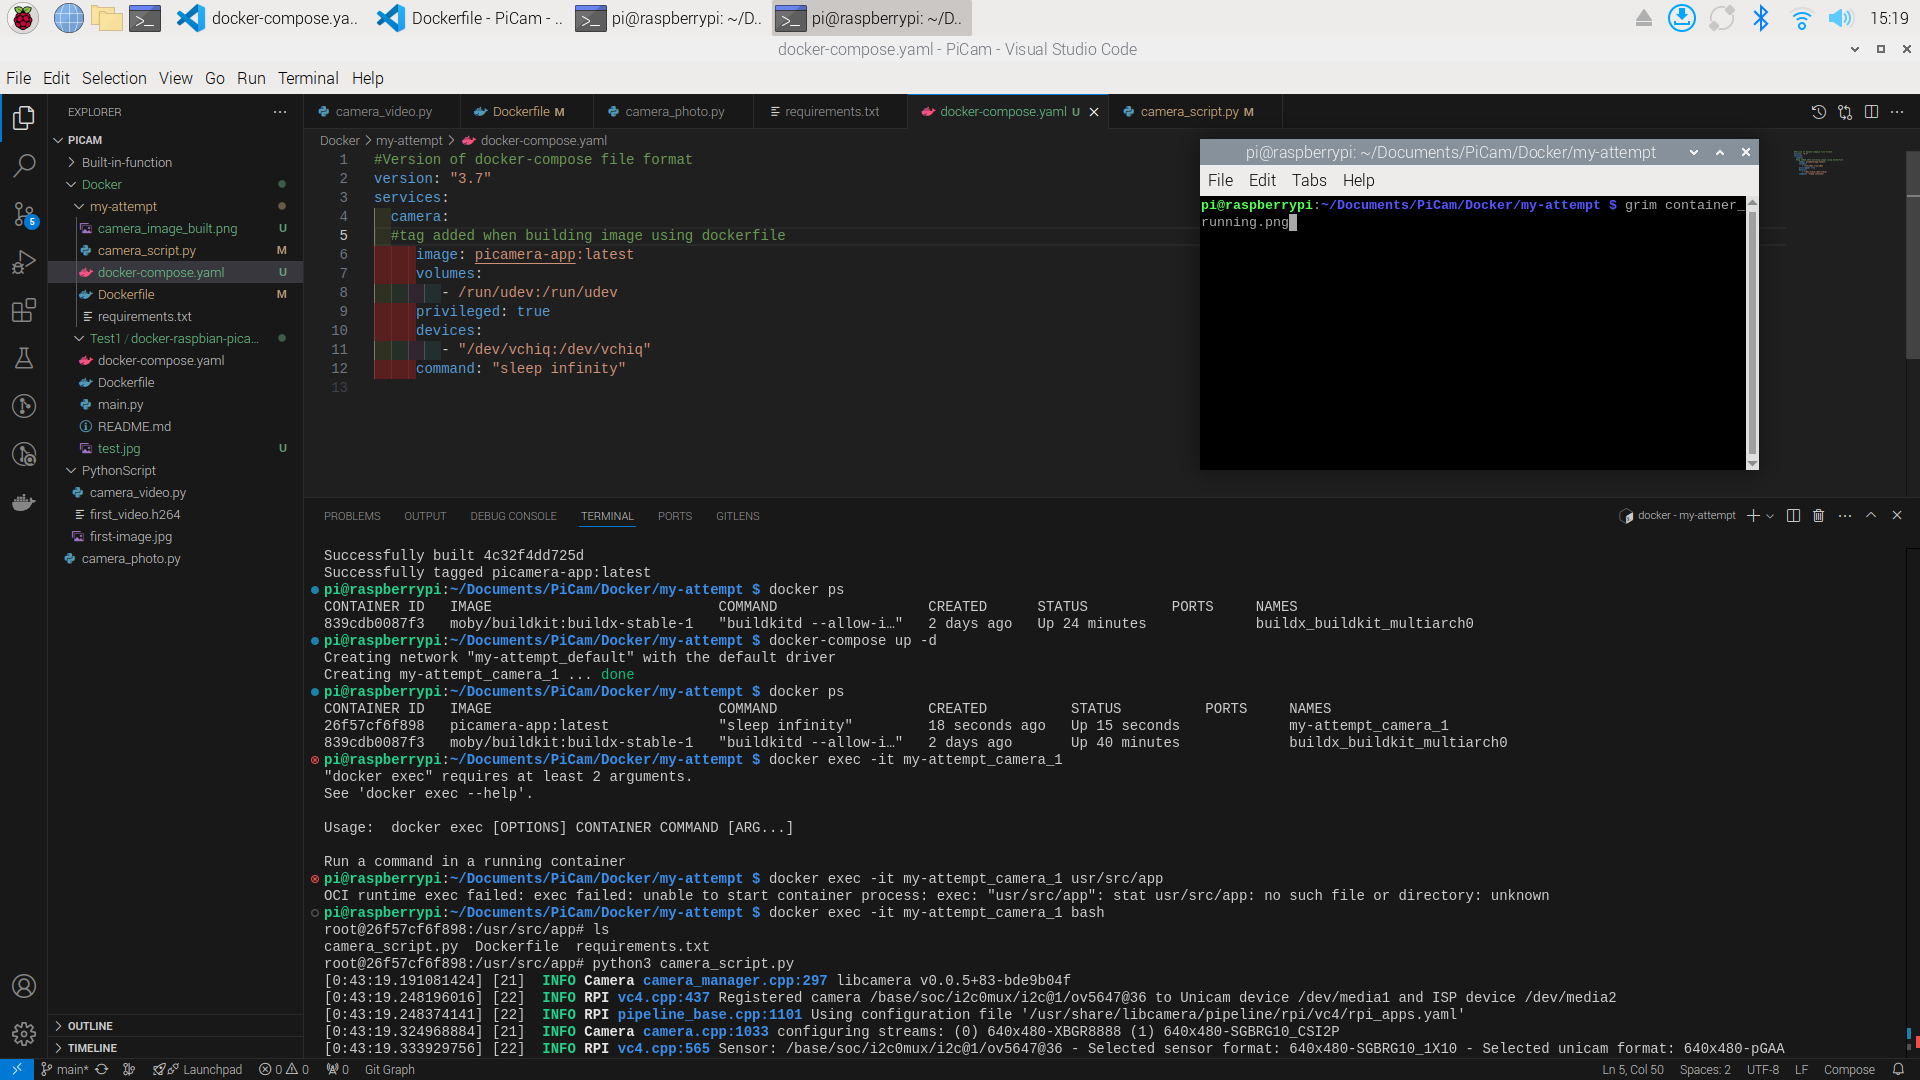 docker-compose.ya..
Dockerfile - PiCam - ..
pi@raspberrypi: ~/D..
pi@raspberrypi: ~/D..
15:19
docker-compose.yaml - PiCam - Visual Studio Code
File Edit Selection View Go Run Terminal Help
EXPLORER
PICAM
Built-in-function
Docker
my-attempt
camera_image_built.png U
camera_script.py M
docker-compose.yaml U
Dockerfile M
requirements.txt
Test1 / docker-raspbian-pica...
docker-compose.yaml
Dockerfile
main.py
README.md
test.jpg U
PythonScript
camera_video.py
first_video.h264
first-image.jpg
camera_photo.py
OUTLINE
TIMELINE
5
camera_video.py
Dockerfile M
camera_photo.py
requirements.txt
docker-compose.yaml U
camera_script.py M
Docker > my-attempt > docker-compose.yaml
1 #Version of docker-compose file format
2 version: "3.7"
3 services:
4 camera:
5 #tag added when building image using dockerfile
6 image: picamera-app:latest
7 volumes:
8 - /run/udev:/run/udev
9 privileged: true
10 devices:
11 - "/dev/vchiq:/dev/vchiq"
12 command: "sleep infinity"
13
pi@raspberrypi: ~/Documents/PiCam/Docker/my-attempt
File Edit Tabs Help
pi@raspberrypi:~/Documents/PiCam/Docker/my-attempt $ grim container_
running.png
PROBLEMS OUTPUT DEBUG CONSOLE TERMINAL PORTS GITLENS
docker - my-attempt
Successfully built 4c32f4dd725d
Successfully tagged picamera-app:latest
pi@raspberrypi:~/Documents/PiCam/Docker/my-attempt $ docker ps
CONTAINER ID IMAGE COMMAND CREATED STATUS PORTS NAMES
839cdb0087f3 moby/buildkit:buildx-stable-1 "buildkitd --allow-i…" 2 days ago Up 24 minutes buildx_buildkit_multiarch0
pi@raspberrypi:~/Documents/PiCam/Docker/my-attempt $ docker-compose up -d
Creating network "my-attempt_default" with the default driver
Creating my-attempt_camera_1 ... done
pi@raspberrypi:~/Documents/PiCam/Docker/my-attempt $ docker ps
CONTAINER ID IMAGE COMMAND CREATED STATUS PORTS NAMES
26f57cf6f898 picamera-app:latest "sleep infinity" 18 seconds ago Up 15 seconds my-attempt_camera_1
839cdb0087f3 moby/buildkit:buildx-stable-1 "buildkitd --allow-i…" 2 days ago Up 40 minutes buildx_buildkit_multiarch0
pi@raspberrypi:~/Documents/PiCam/Docker/my-attempt $ docker exec -it my-attempt_camera_1
"docker exec" requires at least 2 arguments.
See 'docker exec --help'.
Usage:  docker exec [OPTIONS] CONTAINER COMMAND [ARG...]
Run a command in a running container
pi@raspberrypi:~/Documents/PiCam/Docker/my-attempt $ docker exec -it my-attempt_camera_1 usr/src/app
OCI runtime exec failed: exec failed: unable to start container process: exec: "usr/src/app": stat usr/src/app: no such file or directory: unknown
pi@raspberrypi:~/Documents/PiCam/Docker/my-attempt $ docker exec -it my-attempt_camera_1 bash
root@26f57cf6f898:/usr/src/app# ls
camera_script.py  Dockerfile  requirements.txt
root@26f57cf6f898:/usr/src/app# python3 camera_script.py
[0:43:19.191081424] [21]  INFO Camera camera_manager.cpp:297 libcamera v0.0.5+83-bde9b04f
[0:43:19.248196016] [22]  INFO RPI vc4.cpp:437 Registered camera /base/soc/i2c0mux/i2c@1/ov5647@36 to Unicam device /dev/media1 and ISP device /dev/media2
[0:43:19.248374141] [22]  INFO RPI pipeline_base.cpp:1101 Using configuration file '/usr/share/libcamera/pipeline/rpi/vc4/rpi_apps.yaml'
[0:43:19.324968884] [21]  INFO Camera camera.cpp:1033 configuring streams: (0) 640x480-XBGR8888 (1) 640x480-SGBRG10_CSI2P
[0:43:19.333929756] [22]  INFO RPI vc4.cpp:565 Sensor: /base/soc/i2c0mux/i2c@1/ov5647@36 - Selected sensor format: 640x480-SGBRG10_1X10 - Selected unicam format: 640x480-pGAA
main* Launchpad 0 0 0 Git Graph
Ln 5, Col 50 Spaces: 2 UTF-8 LF Compose